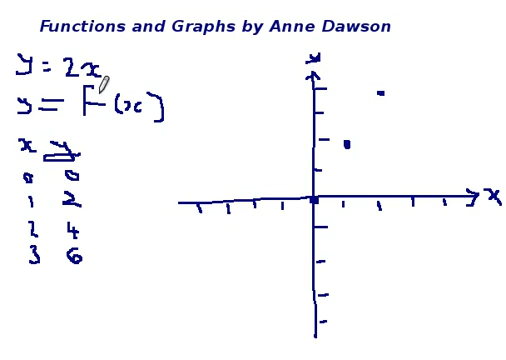 Functions and Graphs by Anne Dawson
y = 2x
y = F(x)
x y
0 0
1 2
2 4
3 6
y
x